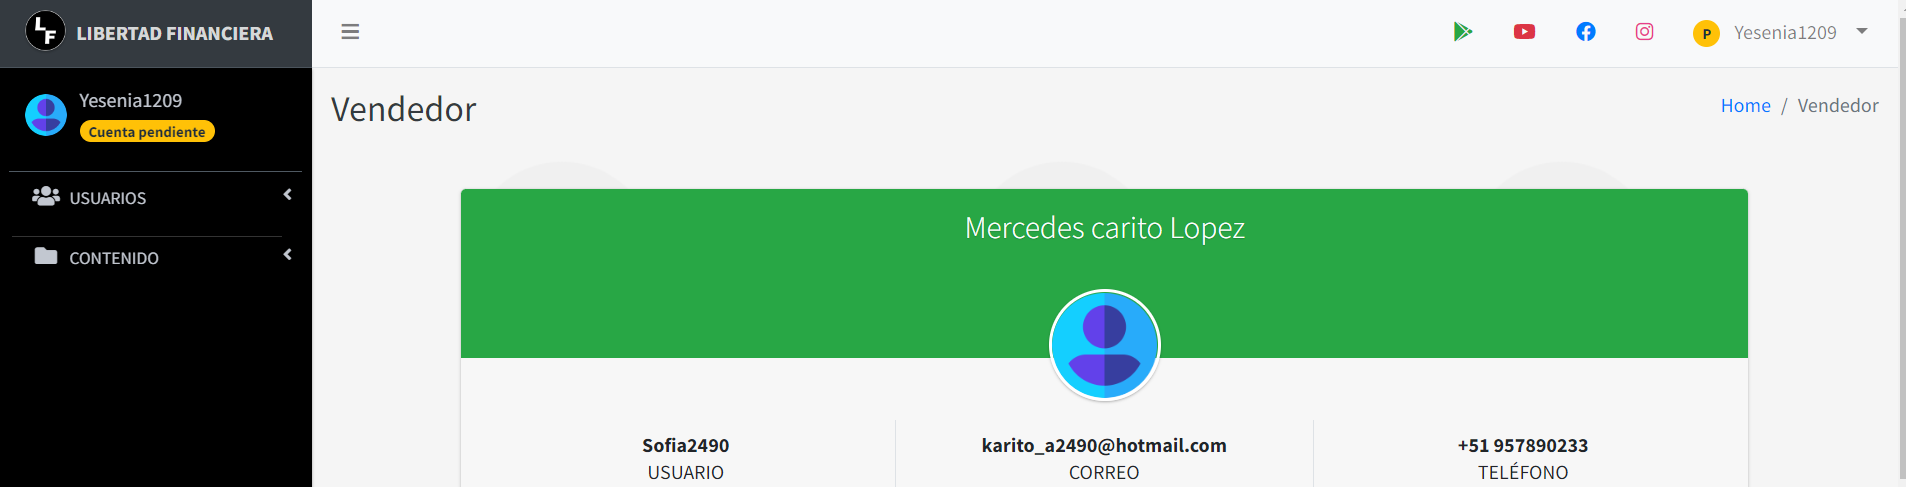 LF LIBERTAD FINANCIERA
P Yesenia1209
Yesenia1209
Cuenta pendiente
USUARIOS
CONTENIDO
Vendedor
Home / Vendedor
Mercedes carito Lopez
Sofia2490
USUARIO
karito_a2490@hotmail.com
CORREO
+51 957890233
TELÉFONO